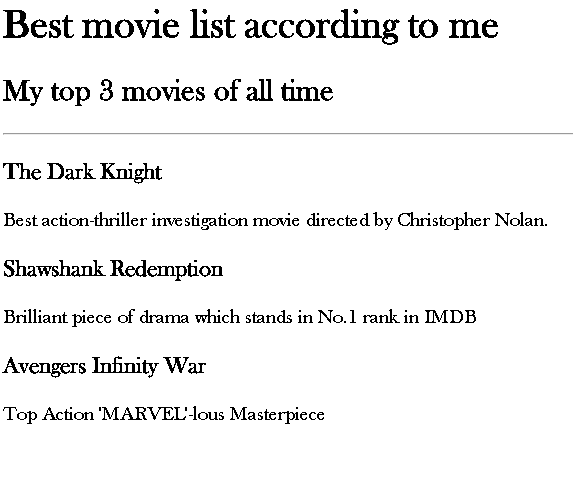 Best movie list according to me
My top 3 movies of all time
The Dark Knight
Best action-thriller investigation movie directed by Christopher Nolan.
Shawshank Redemption
Brilliant piece of drama which stands in No.1 rank in IMDB
Avengers Infinity War
Top Action 'MARVEL'-lous Masterpiece